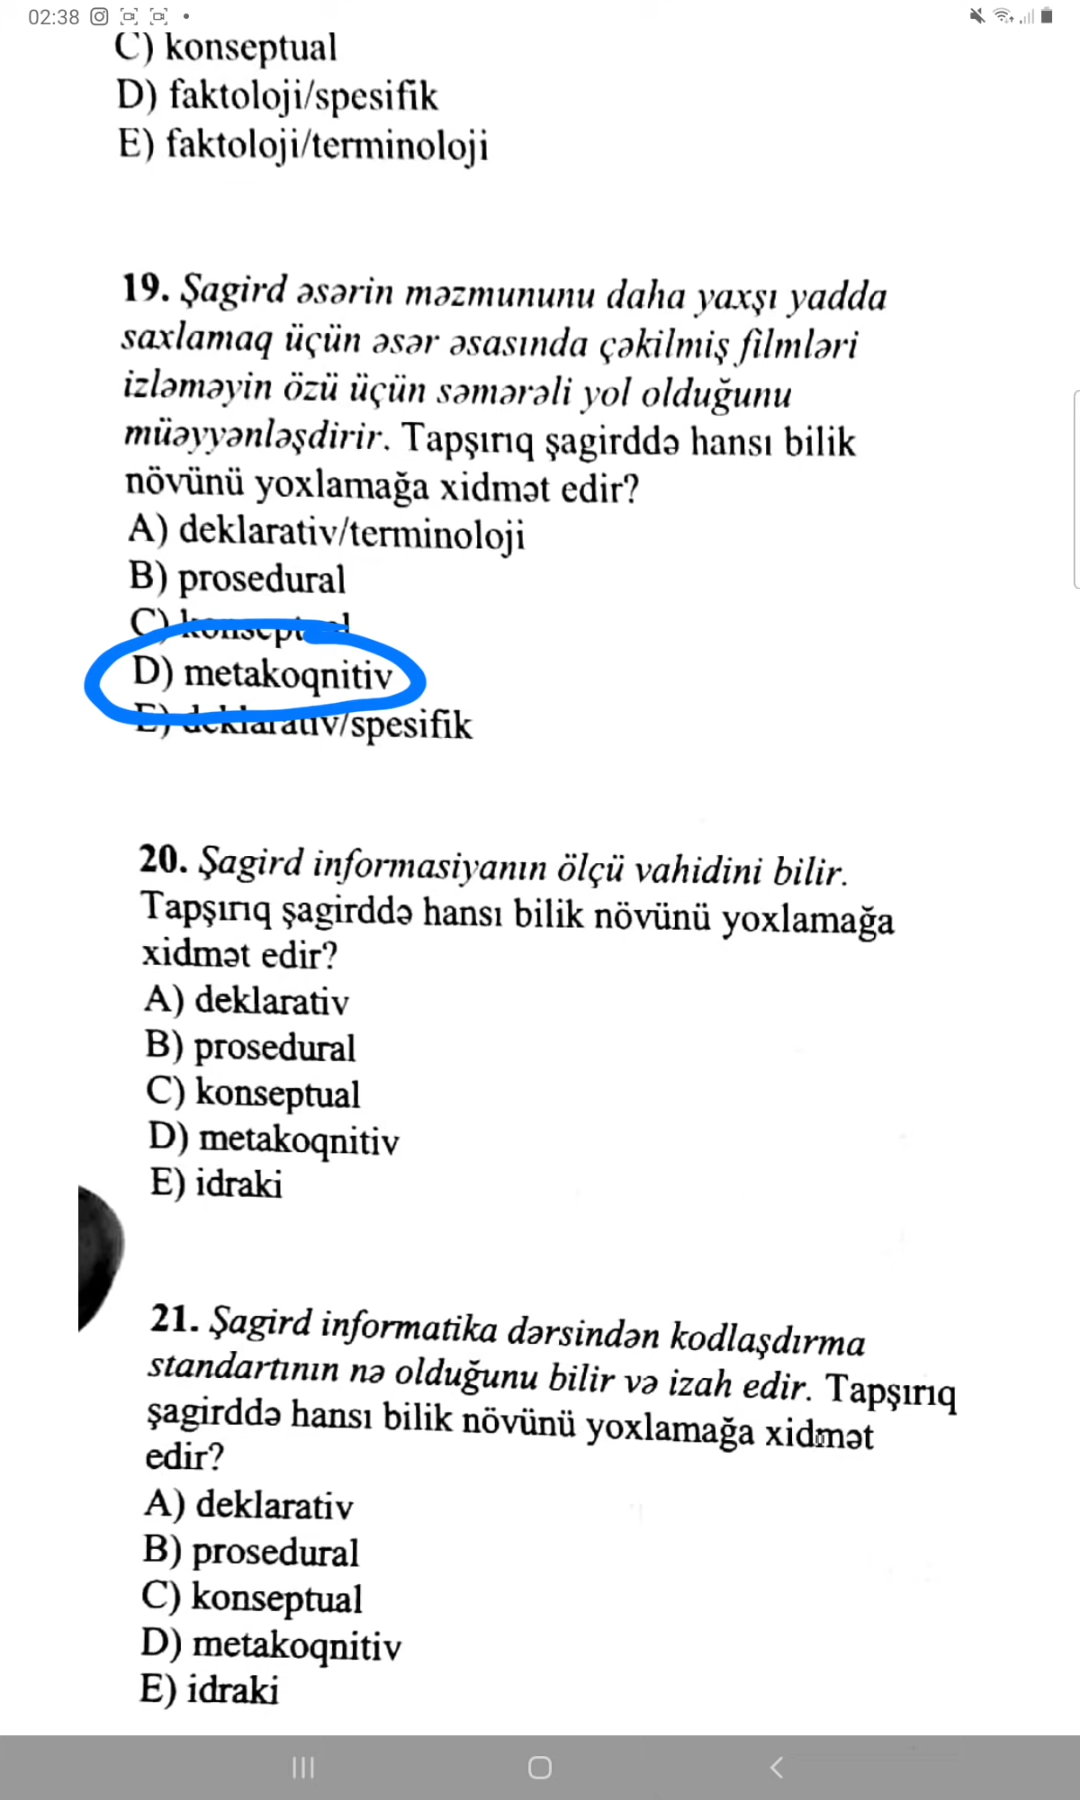 02:38
C) konseptual
D) faktoloji/spesifik
E) faktoloji/terminoloji
19. Şagird əsərin məzmununu daha yaxşı yadda
saxlamaq üçün əsər əsasında çəkilmiş filmləri
izləməyin özü üçün səmərəli yol olduğunu
müəyyənləşdirir. Tapşırıq şagirddə hansı bilik
növünü yoxlamağa xidmət edir?
A) deklarativ/terminoloji
B) prosedural
C) konseptual
D) metakoqnitiv
E) deklarativ/spesifik
20. Şagird informasiyanın ölçü vahidini bilir.
Tapşırıq şagirddə hansı bilik növünü yoxlamağa
xidmət edir?
A) deklarativ
B) prosedural
C) konseptual
D) metakoqnitiv
E) idraki
21. Şagird informatika dərsindən kodlaşdırma
standartının nə olduğunu bilir və izah edir. Tapşırıq
şagirddə hansı bilik növünü yoxlamağa xidmət
edir?
A) deklarativ
B) prosedural
C) konseptual
D) metakoqnitiv
E) idraki